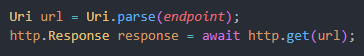 Uri url = Uri.parse(endpoint);
http.Response response = await http.get(url);